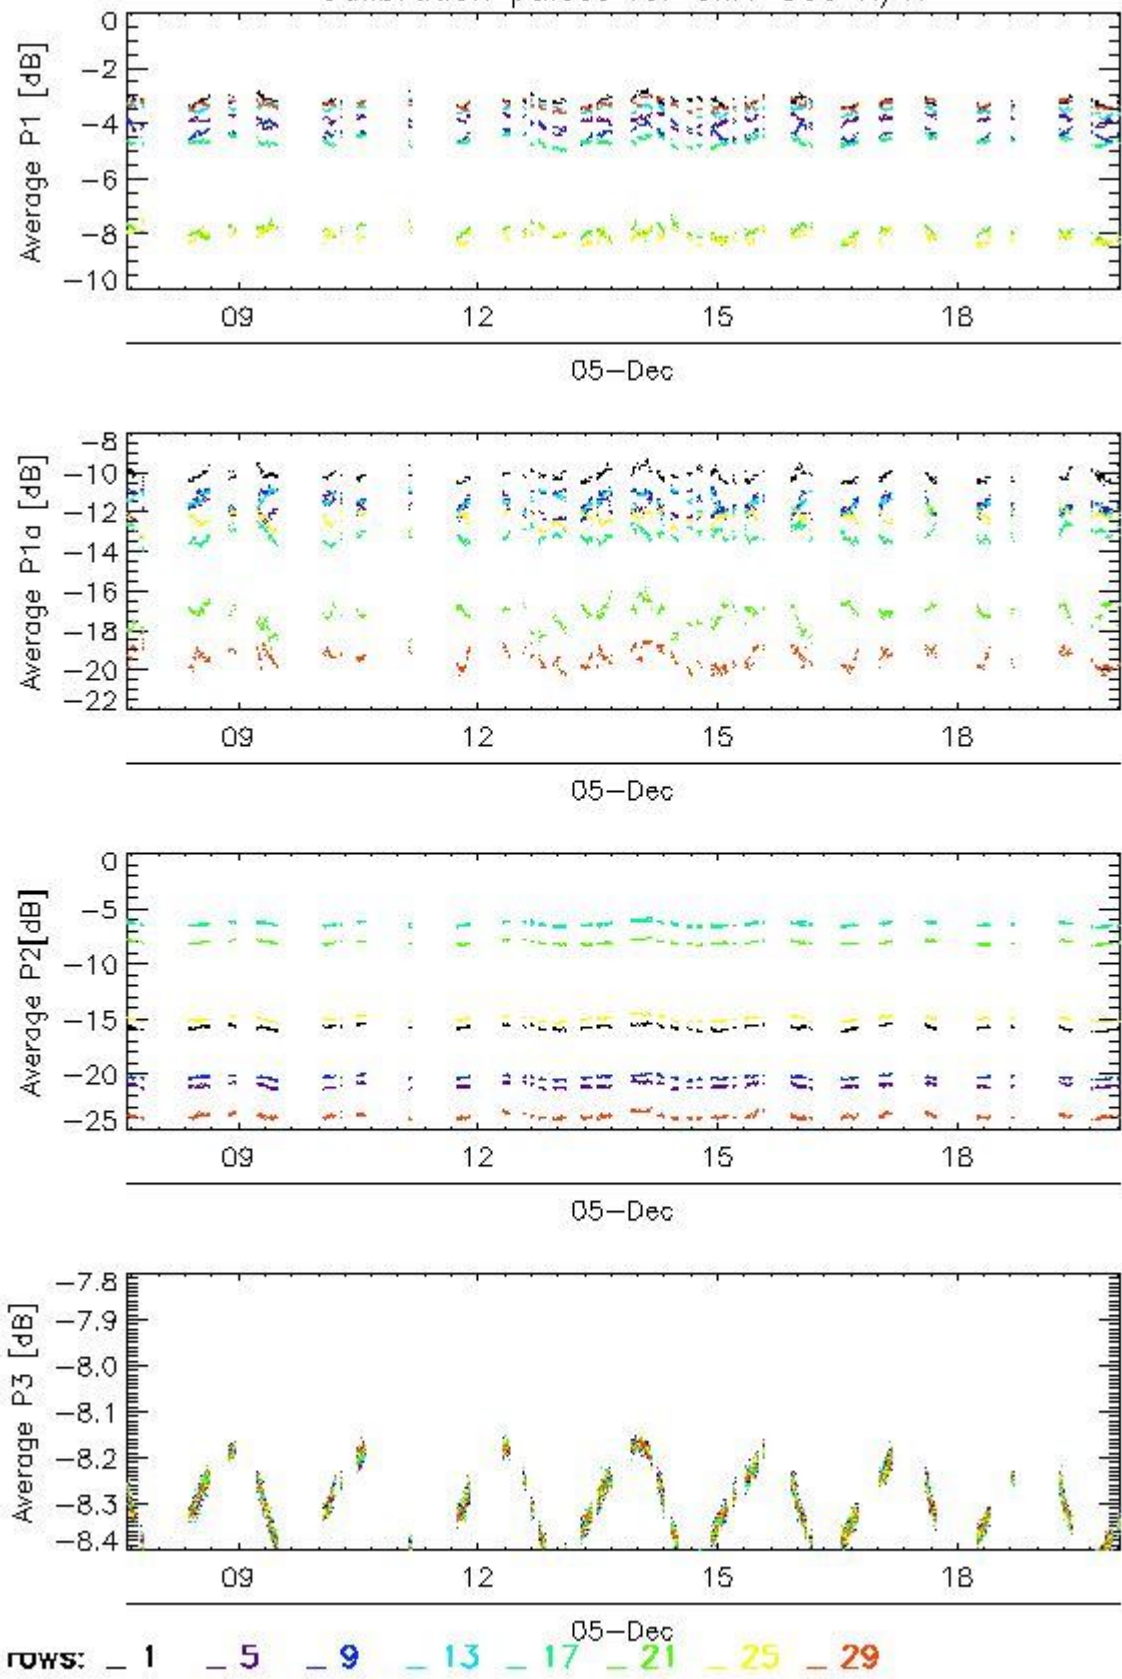 0
−2
−4
−6
−8
−10
Average P1 [dB]
09 12 15 18
05−Dec
−8
−10
−12
−14
−16
−18
−20
−22
Average P1a [dB]
09 12 15 18
05−Dec
0
−5
−10
−15
−20
−25
Average P2[dB]
09 12 15 18
05−Dec
−7.8
−7.9
−8.0
−8.1
−8.2
−8.3
−8.4
Average P3 [dB]
09 12 15 18
05−Dec
rows: _ 1 _ 5 _ 9 _ 13 _ 17 _ 21 _ 25 _ 29